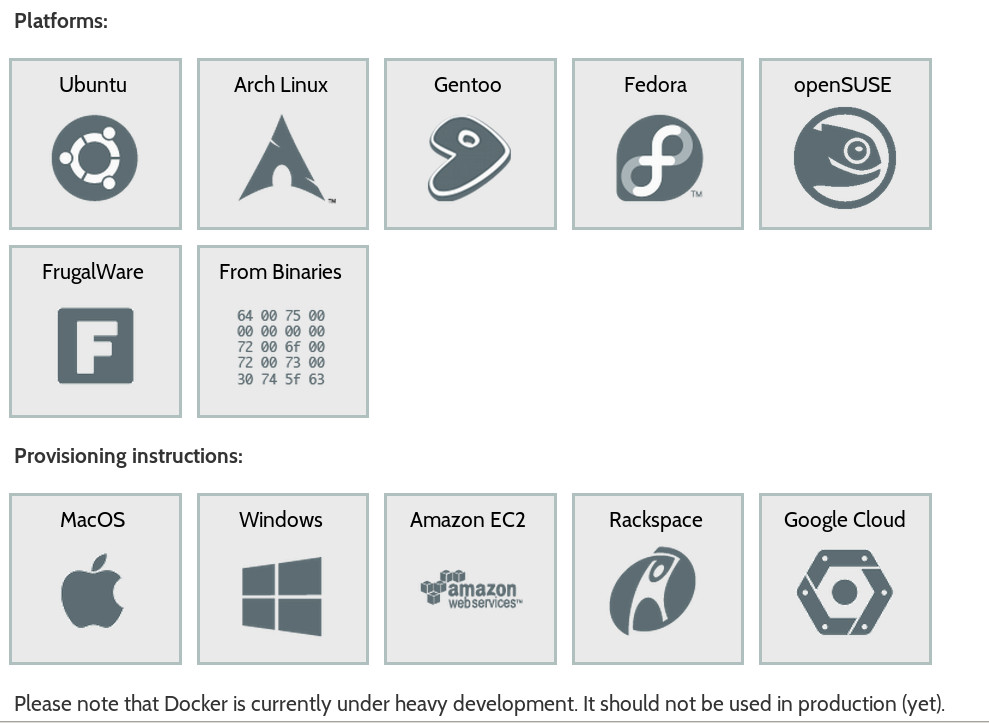 Platforms:
Ubuntu
Arch Linux
Gentoo
Fedora
openSUSE
TM
TM
FrugalWare
From Binaries
F
64 00 75 00
00 00 00 00
72 00 6f 00
72 00 73 00
30 74 5f 63
Provisioning instructions:
MacOS
Windows
Amazon EC2
Rackspace
Google Cloud
amazon
webservices™
Please note that Docker is currently under heavy development. It should not be used in production (yet).